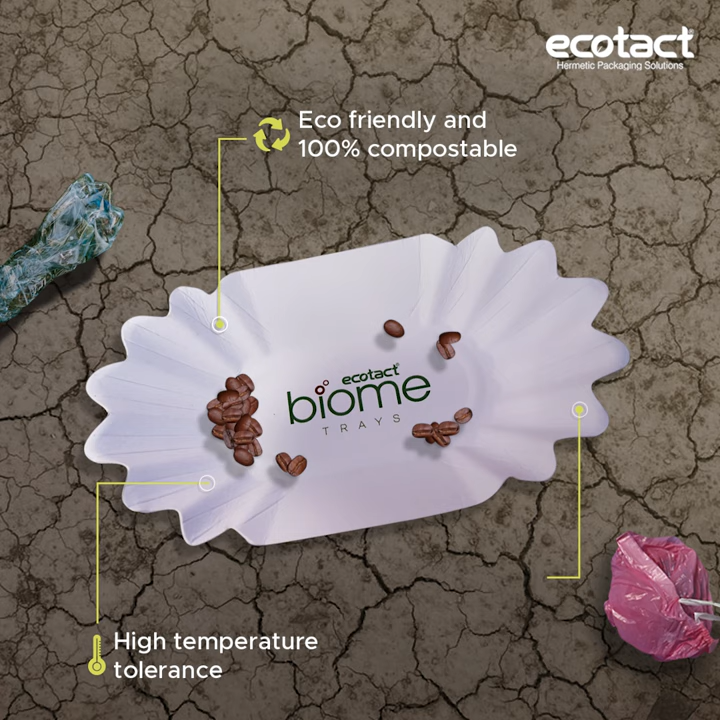 ecotact
Hermetic Packaging Solutions
Eco friendly and
100% compostable
ecotact®
biome
TRAYS
High temperature
tolerance